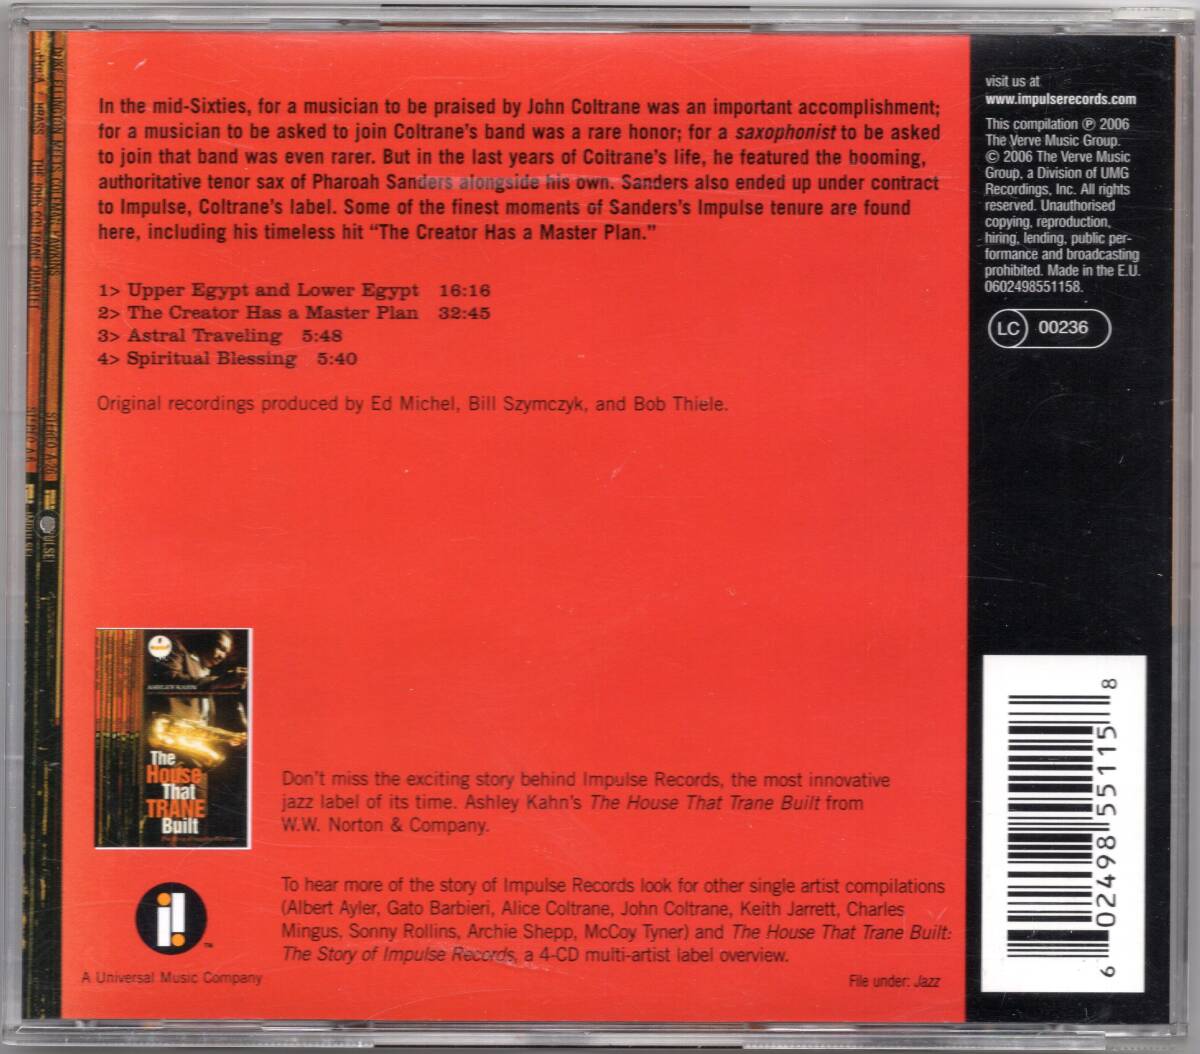 In the mid-Sixties, for a musician to be praised by John Coltrane was an important accomplishment;
for a musician to be asked to join Coltrane's band was a rare honor; for a saxophonist to be asked
to join that band was even rarer. But in the last years of Coltrane's life, he featured the booming,
authoritative tenor sax of Pharoah Sanders alongside his own. Sanders also ended up under contract
to Impulse, Coltrane's label. Some of the finest moments of Sanders's Impulse tenure are found
here, including his timeless hit “The Creator Has a Master Plan.”
1> Upper Egypt and Lower Egypt 16:16
2> The Creator Has a Master Plan 32:45
3> Astral Traveling 5:48
4> Spiritual Blessing 5:40
Original recordings produced by Ed Michel, Bill Szymczyk, and Bob Thiele.
ASHLEY KAHN
The
House
That
TRANE
Built
Don't miss the exciting story behind Impulse Records, the most innovative
jazz label of its time. Ashley Kahn's The House That Trane Built from
W.W. Norton & Company.
To hear more of the story of Impulse Records look for other single artist compilations
(Albert Ayler, Gato Barbieri, Alice Coltrane, John Coltrane, Keith Jarrett, Charles
Mingus, Sonny Rollins, Archie Shepp, McCoy Tyner) and The House That Trane Built:
The Story of Impulse Records, a 4-CD multi-artist label overview.
i!
TM
A Universal Music Company
File under: Jazz
visit us at
www.impulserecords.com
This compilation ℗ 2006
The Verve Music Group.
© 2006 The Verve Music
Group, a Division of UMG
Recordings, Inc. All rights
reserved. Unauthorised
copying, reproduction,
hiring, lending, public per-
formance and broadcasting
prohibited. Made in the E.U.
0602498551158.
LC 00236
6 02498 55115 8
THE JOHN COLTRANE QUARTET